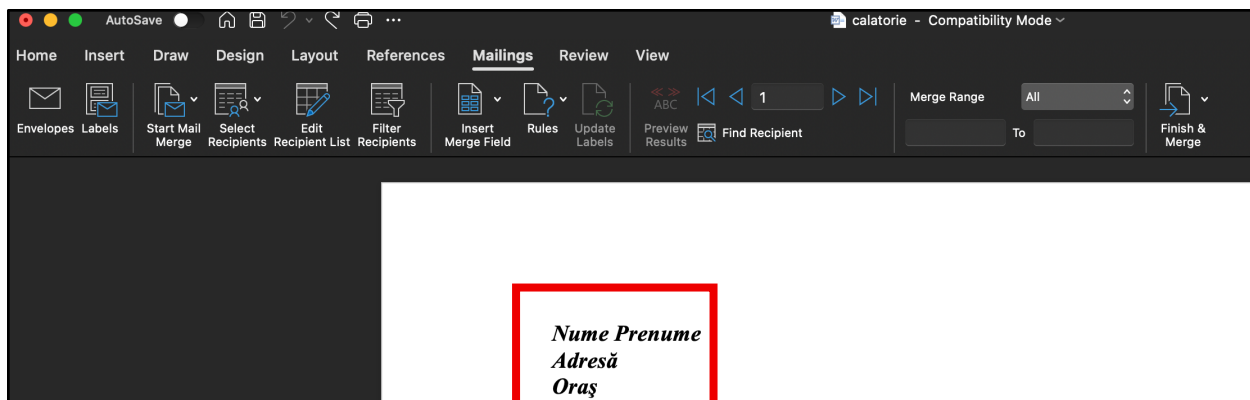 AutoSave
calatorie - Compatibility Mode
Home Insert Draw Design Layout References Mailings Review View
Envelopes Labels Start Mail Merge Select Recipients Edit Recipient List Filter Recipients Insert Merge Field Rules Update Labels ABC Preview Results 1 Find Recipient Merge Range All To Finish & Merge
Nume Prenume
Adresă
Oraş